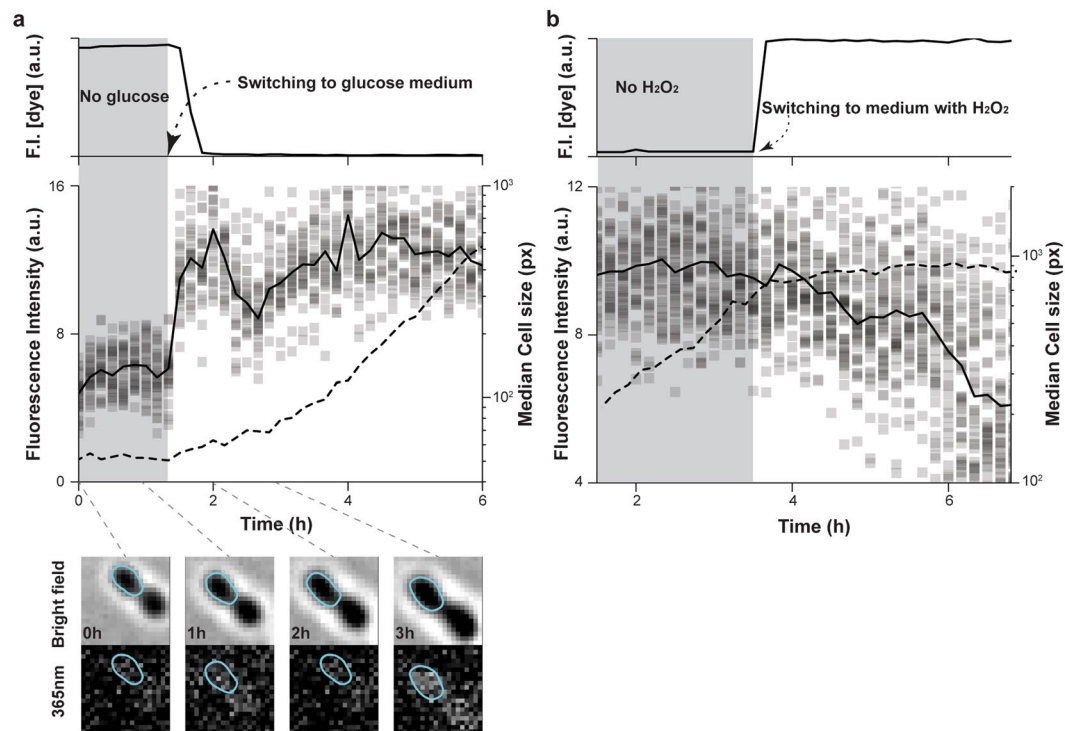 a
F.I. [dye] (a.u.)
No glucose
Switching to glucose medium
Fluorescence Intensity (a.u.)
16
8
0
10³
10²
Median Cell size (px)
0
2
4
6
Time (h)
Bright field
0h
1h
2h
3h
365nm
b
F.I. [dye] (a.u.)
No H₂O₂
Switching to medium with H₂O₂
Fluorescence Intensity (a.u.)
12
8
4
10³
10²
Median Cell size (px)
2
4
6
Time (h)